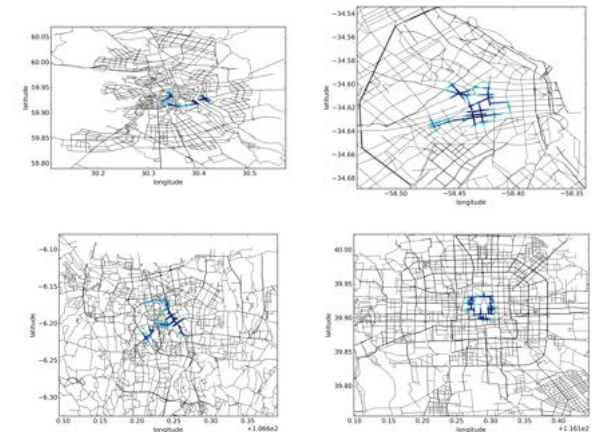 60.05
60.00
59.95
59.90
59.85
59.80
latitude
30.2 30.3 30.4 30.5
longitude
−34.54
−34.56
−34.58
−34.60
−34.62
−34.64
−34.66
−34.68
latitude
−58.50 −58.45 −58.40 −58.35
longitude
−6.10
−6.15
−6.20
−6.25
−6.30
latitude
0.10 0.15 0.20 0.25 0.30 0.35
longitude +1.066e2
40.00
39.95
39.90
39.85
39.80
latitude
0.10 0.15 0.20 0.25 0.30 0.35 0.40
longitude +1.161e2